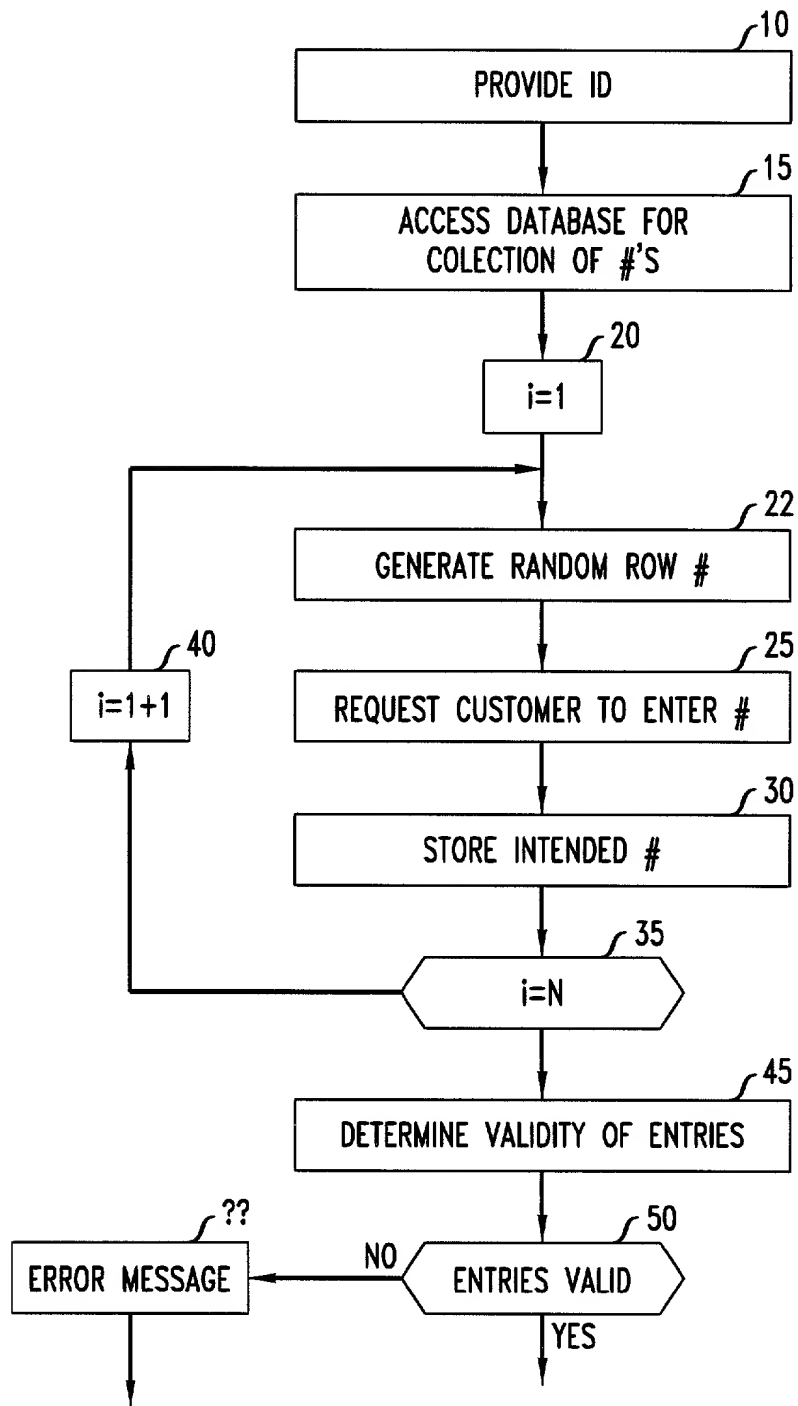 10
PROVIDE ID
15
ACCESS DATABASE FOR
COLECTION OF #'S
20
i=1
22
GENERATE RANDOM ROW #
40
i=1+1
25
REQUEST CUSTOMER TO ENTER #
30
STORE INTENDED #
35
i=N
45
DETERMINE VALIDITY OF ENTRIES
??
ERROR MESSAGE
NO
50
ENTRIES VALID
YES